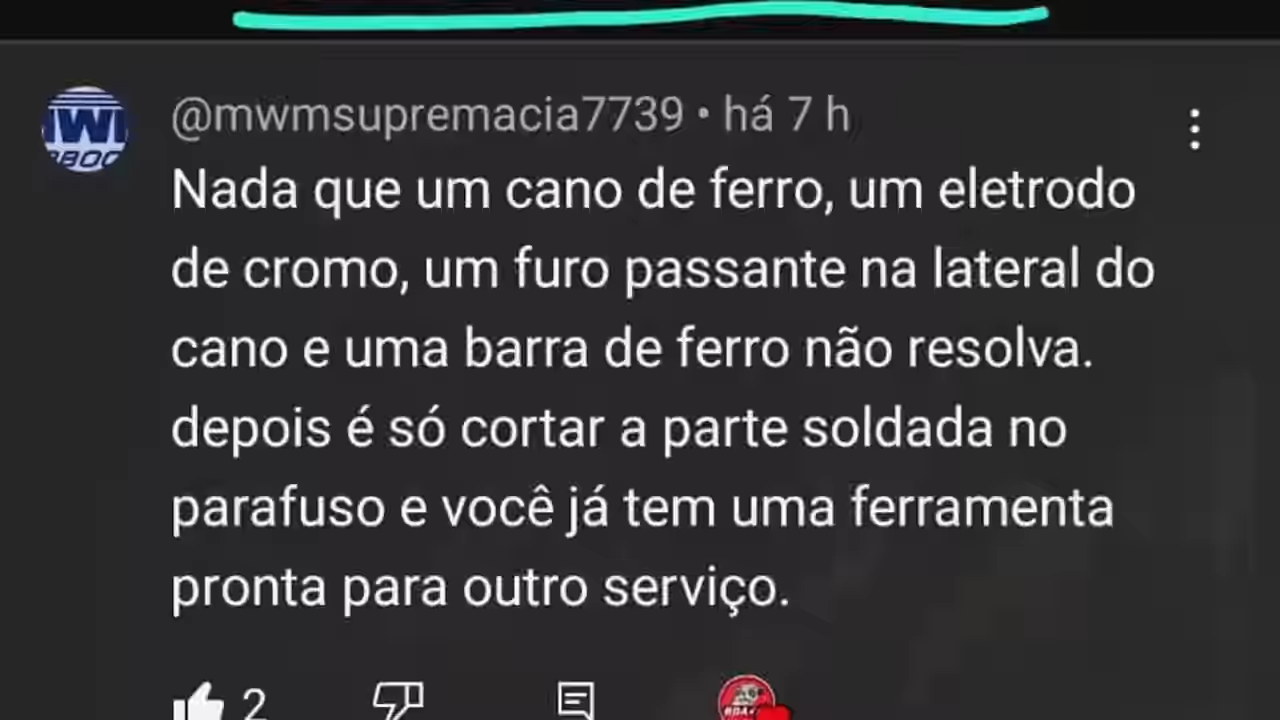 @mwmsupremacia7739 • há 7 h
Nada que um cano de ferro, um eletrodo
de cromo, um furo passante na lateral do
cano e uma barra de ferro não resolva.
depois é só cortar a parte soldada no
parafuso e você já tem uma ferramenta
pronta para outro serviço.
2